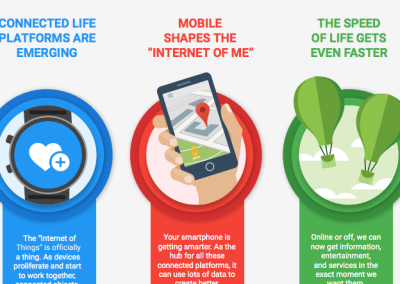 CONNECTED LIFE
PLATFORMS ARE
EMERGING
MOBILE
SHAPES THE
“INTERNET OF ME”
THE SPEED
OF LIFE GETS
EVEN FASTER
The “Internet of
Things” is officially
a thing. As devices
proliferate and start
to work together,
connected objects
Your smartphone is
getting smarter. As the
hub for all these
connected platforms, it
can use lots of data to
create better
Online or off, we can
now get information,
entertainment,
and services in the
exact moment we
want them